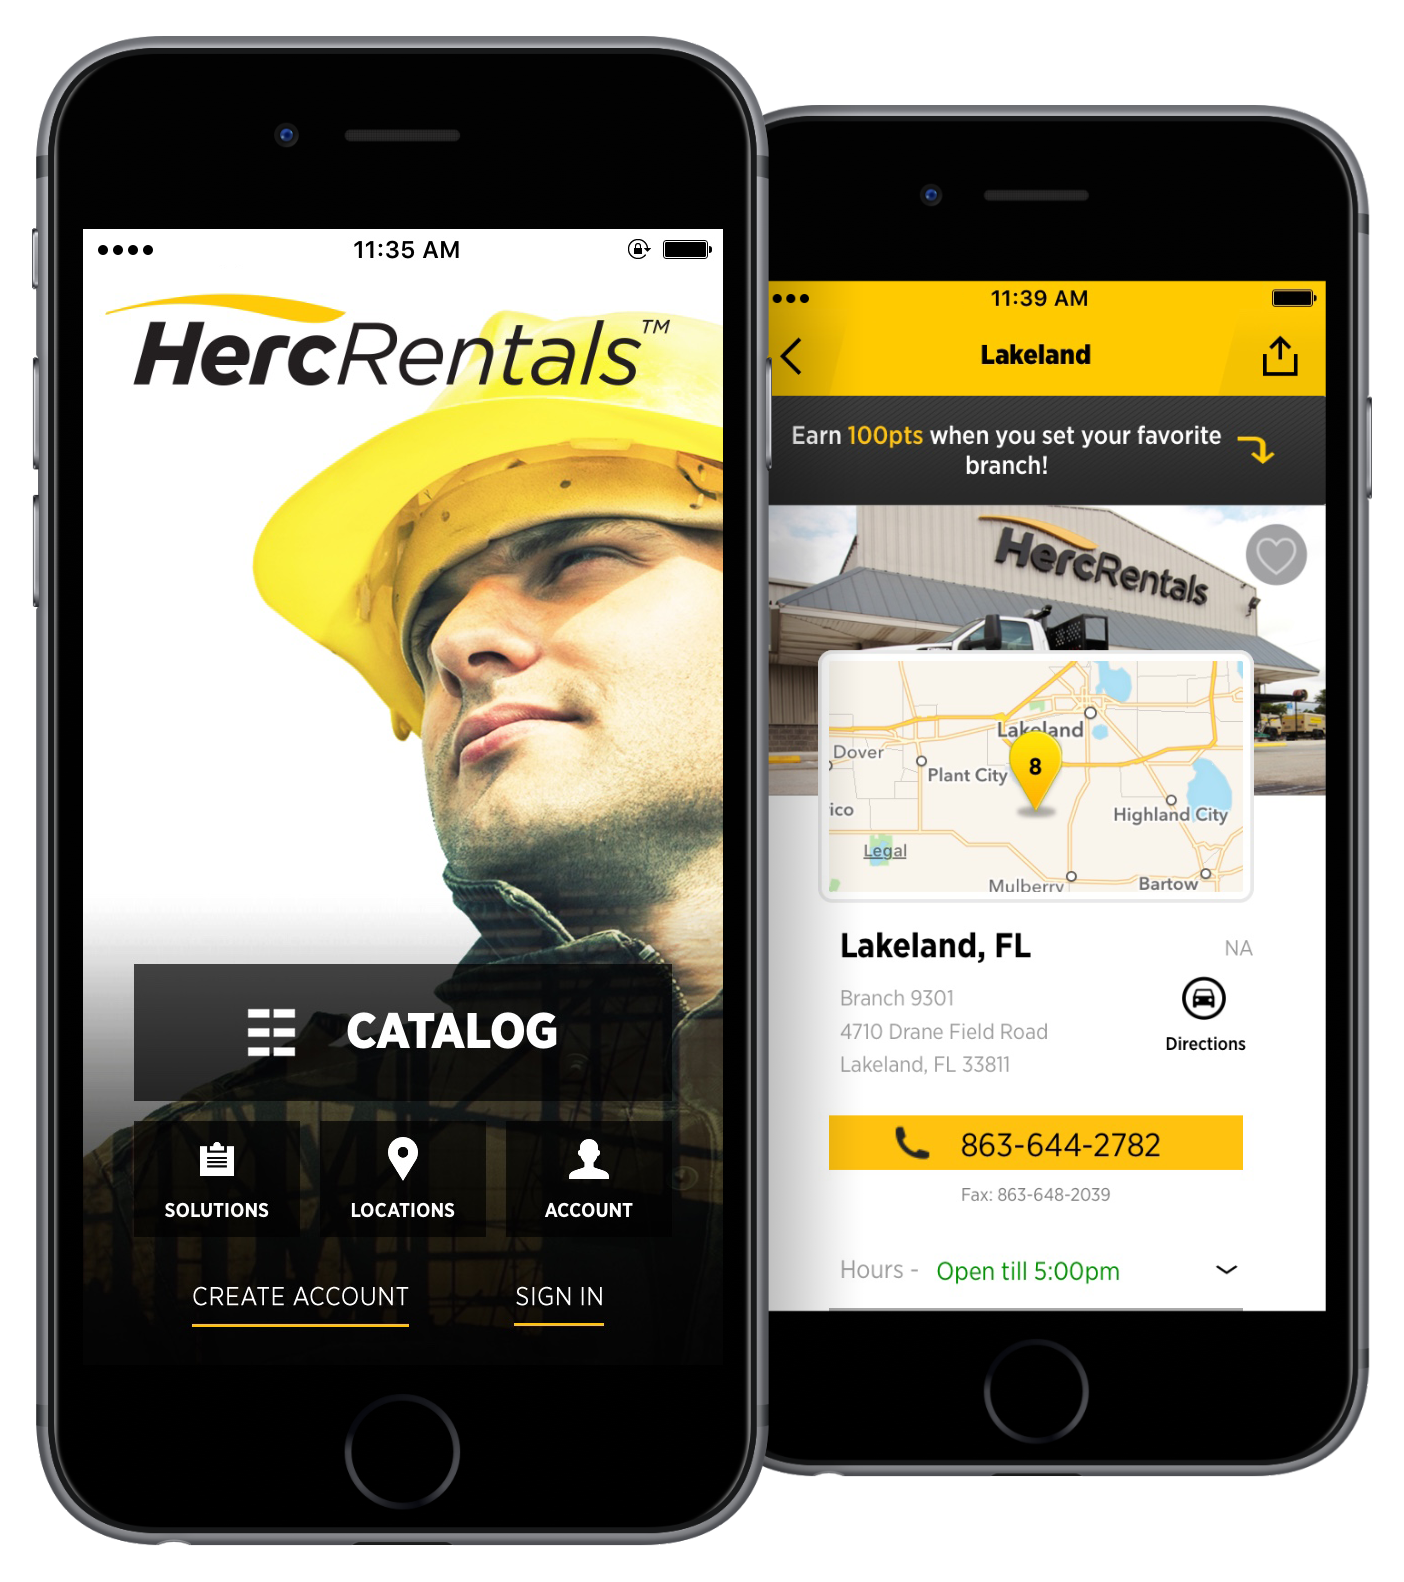 11:35 AM
HercRentals™
CATALOG
SOLUTIONS
LOCATIONS
ACCOUNT
CREATE ACCOUNT
SIGN IN
11:39 AM
Lakeland
Earn 100pts when you set your favorite
branch!
HercRentals
Lakeland
Dover
Plant City
8
ico
Highland City
Legal
Mulberry
Bartow
Lakeland, FL
NA
Branch 9301
4710 Drane Field Road
Lakeland, FL 33811
Directions
863-644-2782
Fax: 863-648-2039
Hours - Open till 5:00pm